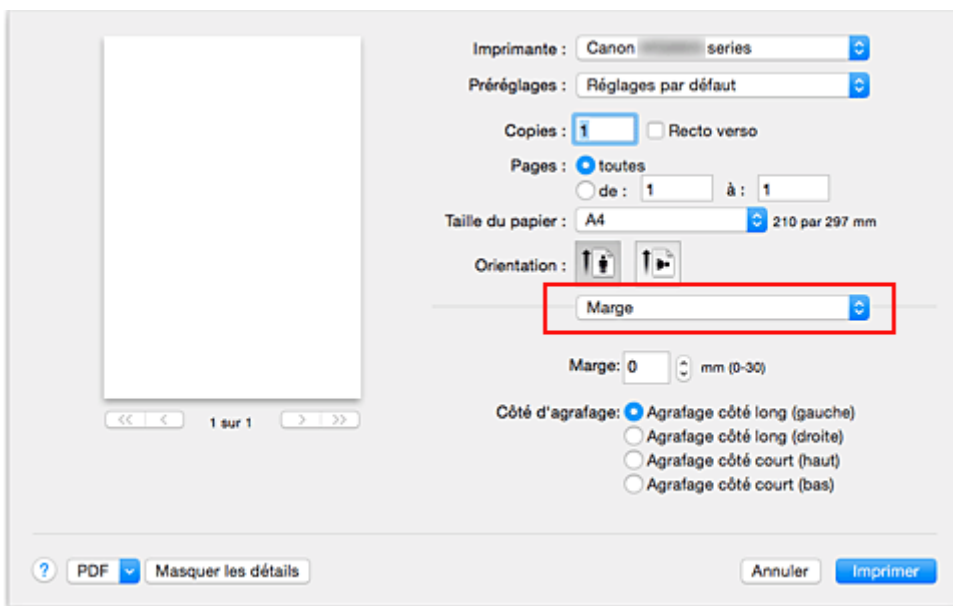 Imprimante : Canon series
Préréglages : Réglages par défaut
Copies : 1 Recto verso
Pages : toutes
de : 1 à : 1
Taille du papier : A4 210 par 297 mm
Orientation :
Marge
Marge: 0 mm (0-30)
Côté d'agrafage: Agrafage côté long (gauche)
Agrafage côté long (droite)
Agrafage côté court (haut)
Agrafage côté court (bas)
<< < 1 sur 1 > >>
? PDF Masquer les détails Annuler Imprimer